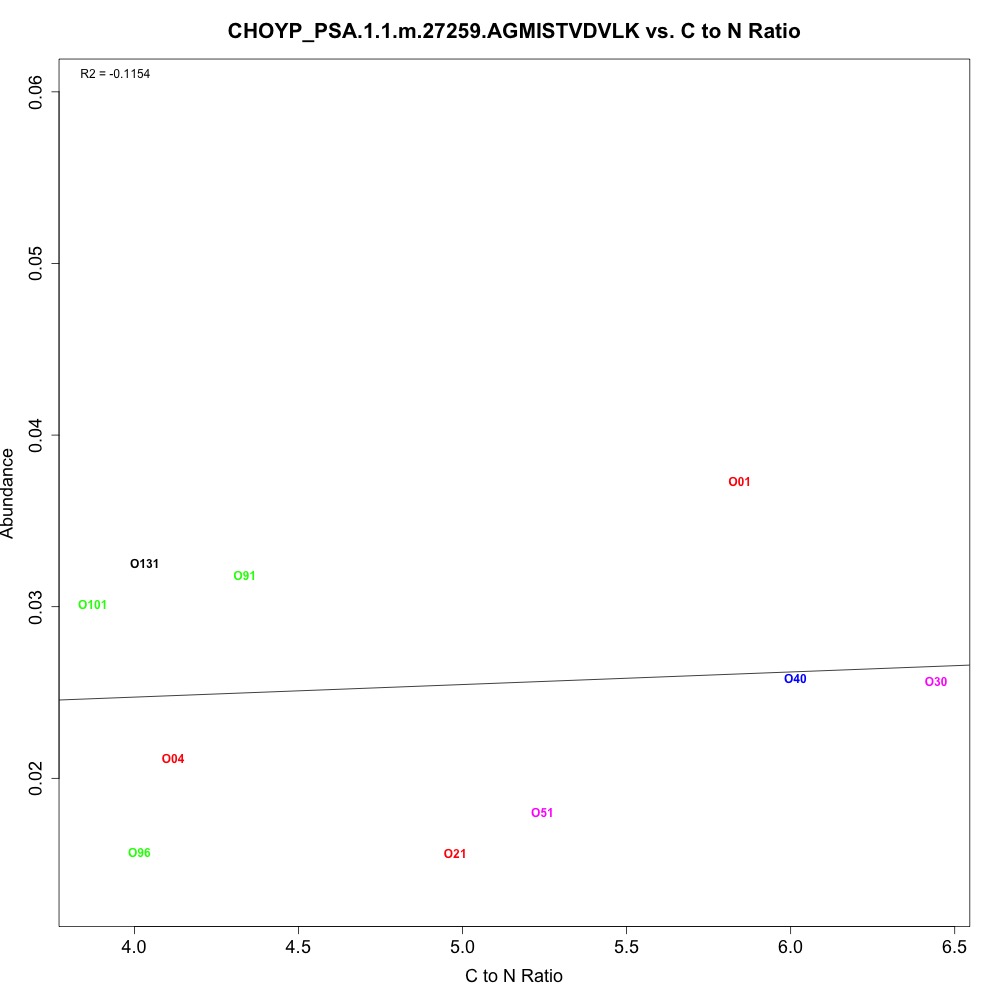 CHOYP_PSA.1.1.m.27259.AGMISTVDVLK vs. C to N Ratio
R2 = -0.1154
0.06
0.05
0.04
0.03
0.02
Abundance
O01
O131
O91
O101
O40
O30
O04
O51
O96
O21
4.0 4.5 5.0 5.5 6.0 6.5
C to N Ratio